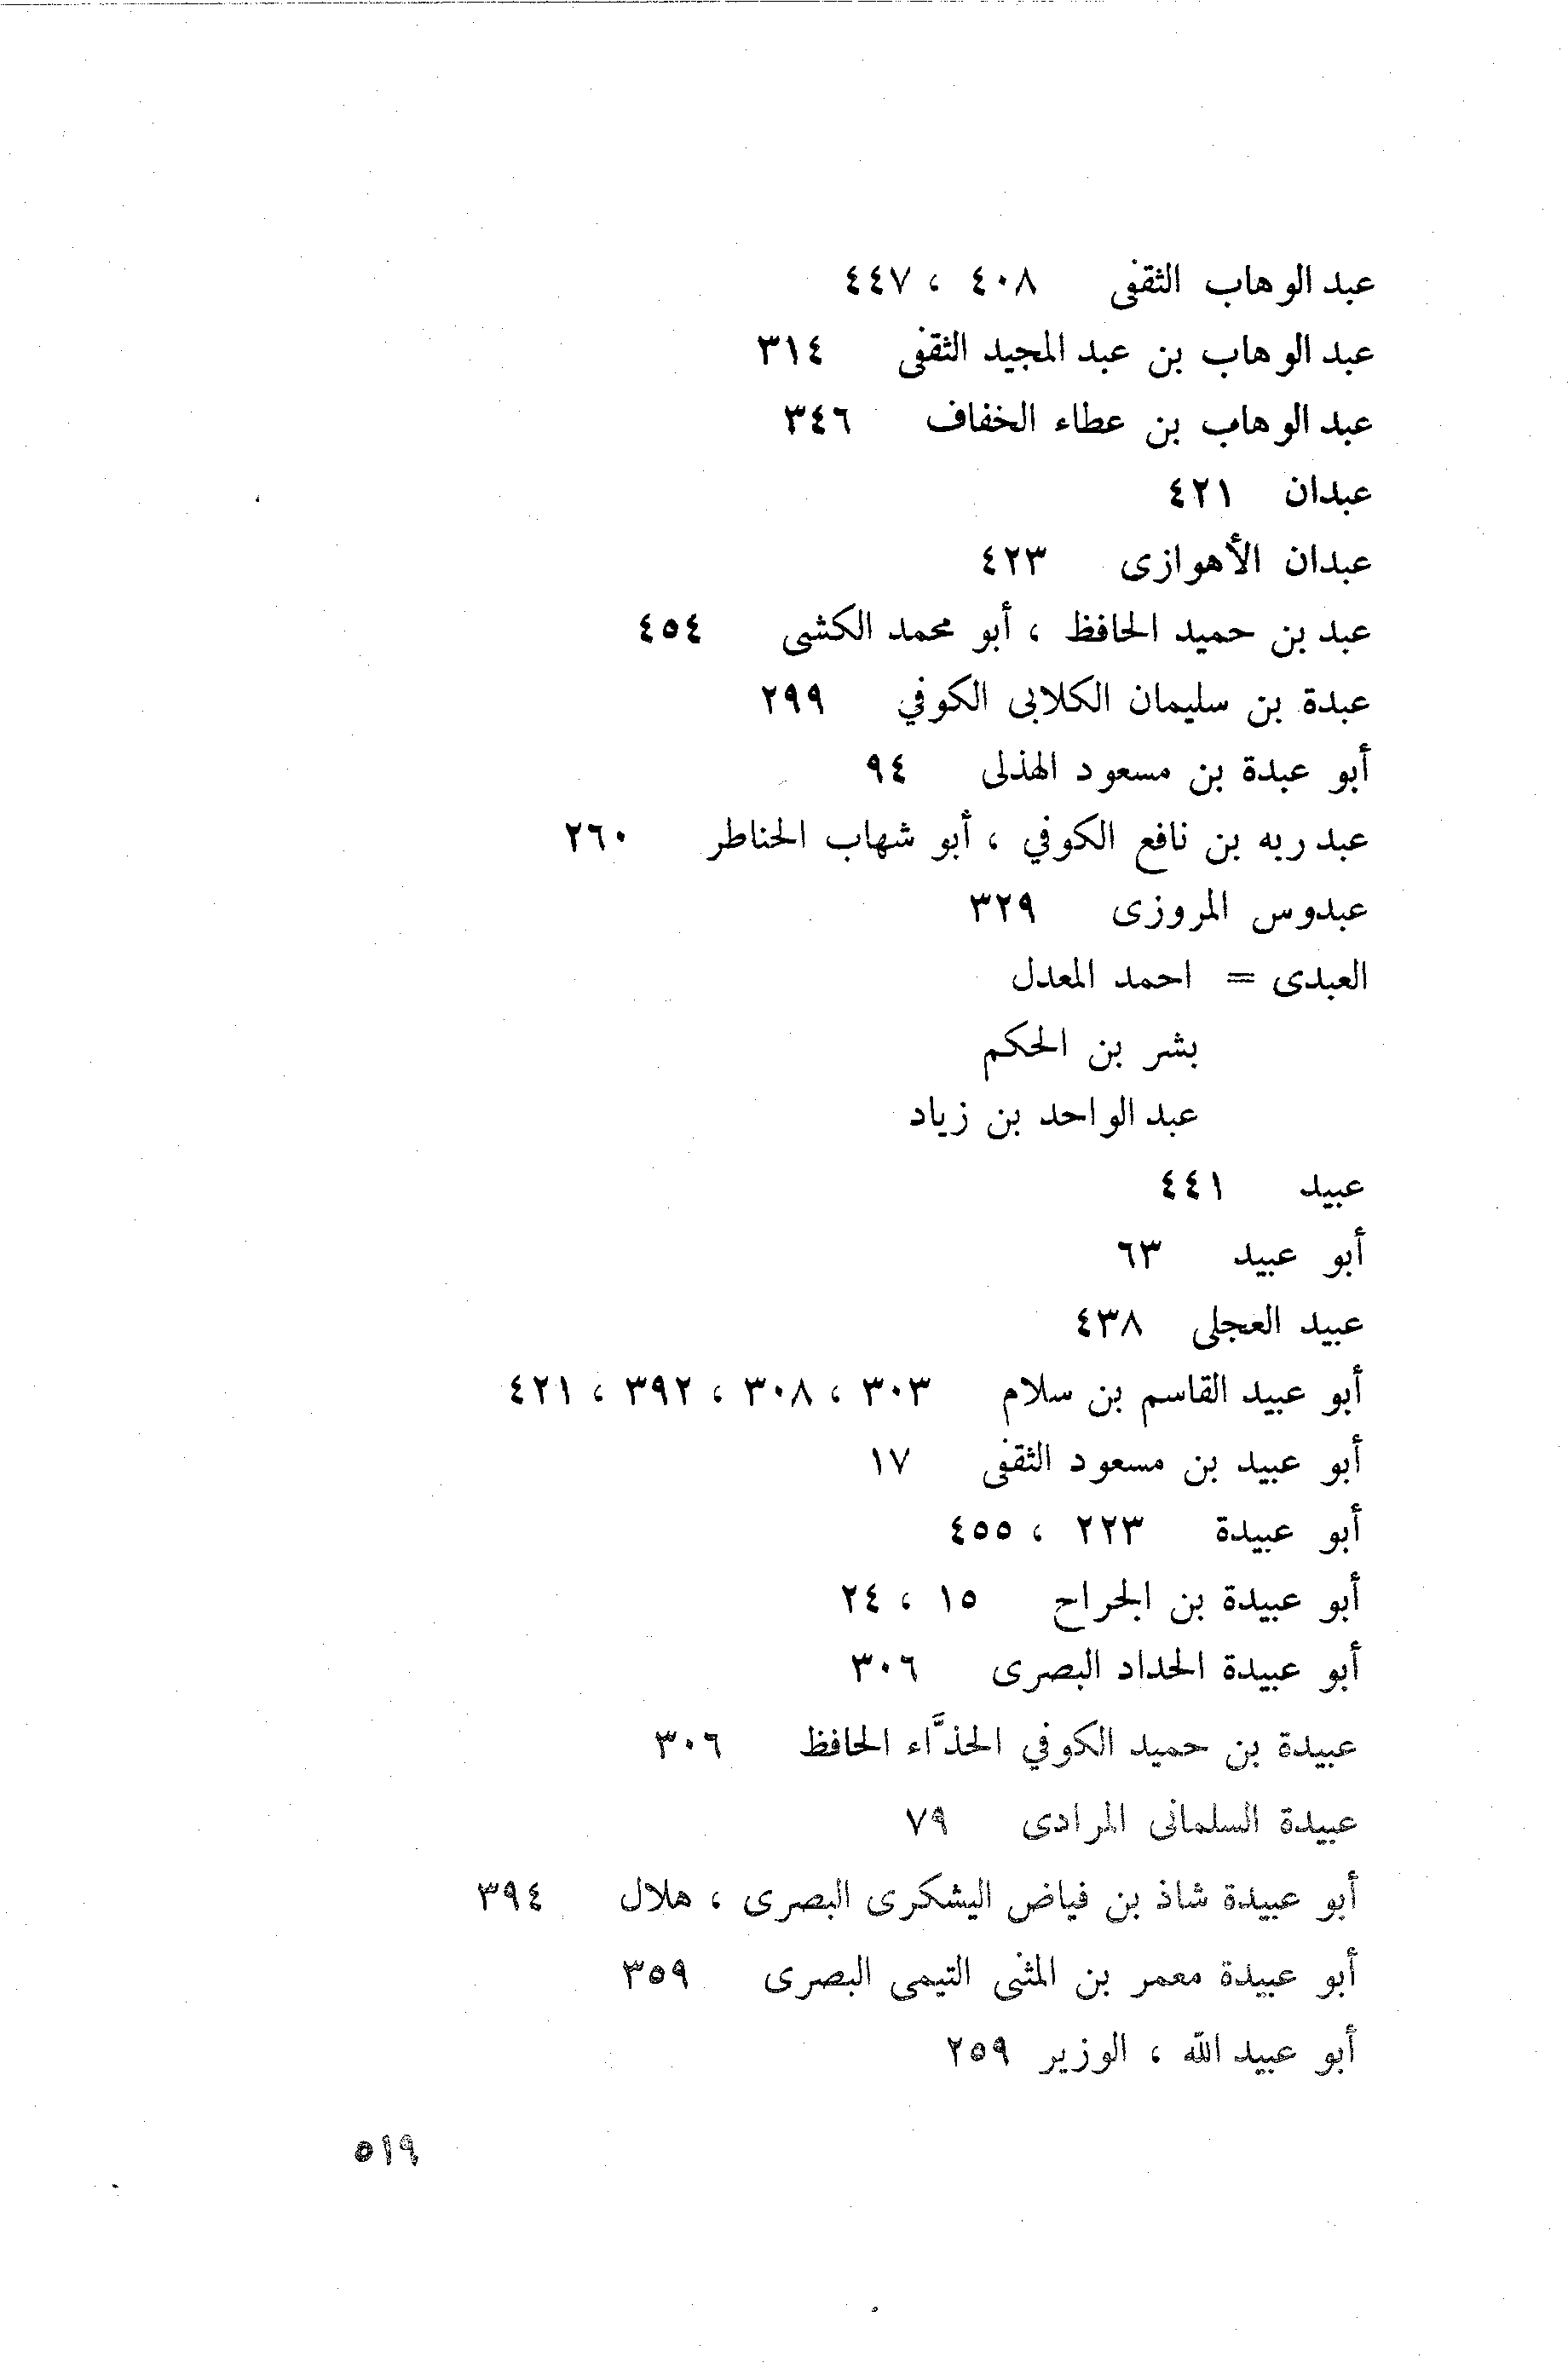 عبد الوهاب الثقفى ٤٠٨ ، ٤٤٧
عبد الوهاب بن عبد المجيد الثقفى ٣١٤
عبد الوهاب بن عطاء الخفاف ٣٤٦
عبدان ٤٢١
عبدان الأهوازى ٤٢٣
عبد بن حميد الحافظ ، أبو محمد الكشى ٤٥٤
عبدة بن سليمان الكلابى الكوفي ٢٩٩
أبو عبدة بن مسعود الهذلى ٩٤
عبد ربه بن نافع الكوفي ، أبو شهاب الحناطر ٢٦٠
عبدوس المروزى ٣٢٩
العبدى = احمد المعدل
بشر بن الحكم
عبد الواحد بن زياد
عبيد ٤٤١
أبو عبيد ٦٣
عبيد العجلى ٤٣٨
أبو عبيد القاسم بن سلام ٣٠٣ ، ٣٠٨ ، ٣٩٢ ، ٤٢١
أبو عبيد بن مسعود الثقفى ١٧
أبو عبيدة ٢٢٣ ، ٤٥٥
أبو عبيدة بن الجراح ١٥ ، ٢٤
أبو عبيدة الحداد البصرى ٣٠٦
عبيدة بن حميد الكوفي الحذَّاء الحافظ ٣٠٦
عبيدة السلمانى المرادى ٧٩
أبو عبيدة شاذ بن فياض اليشكرى البصرى ، هلال ٣٩٤
أبو عبيدة معمر بن المثنى التيمى البصرى ٣٥٩
أبو عبيد الله ، الوزير ٢٥٩
٥١٩